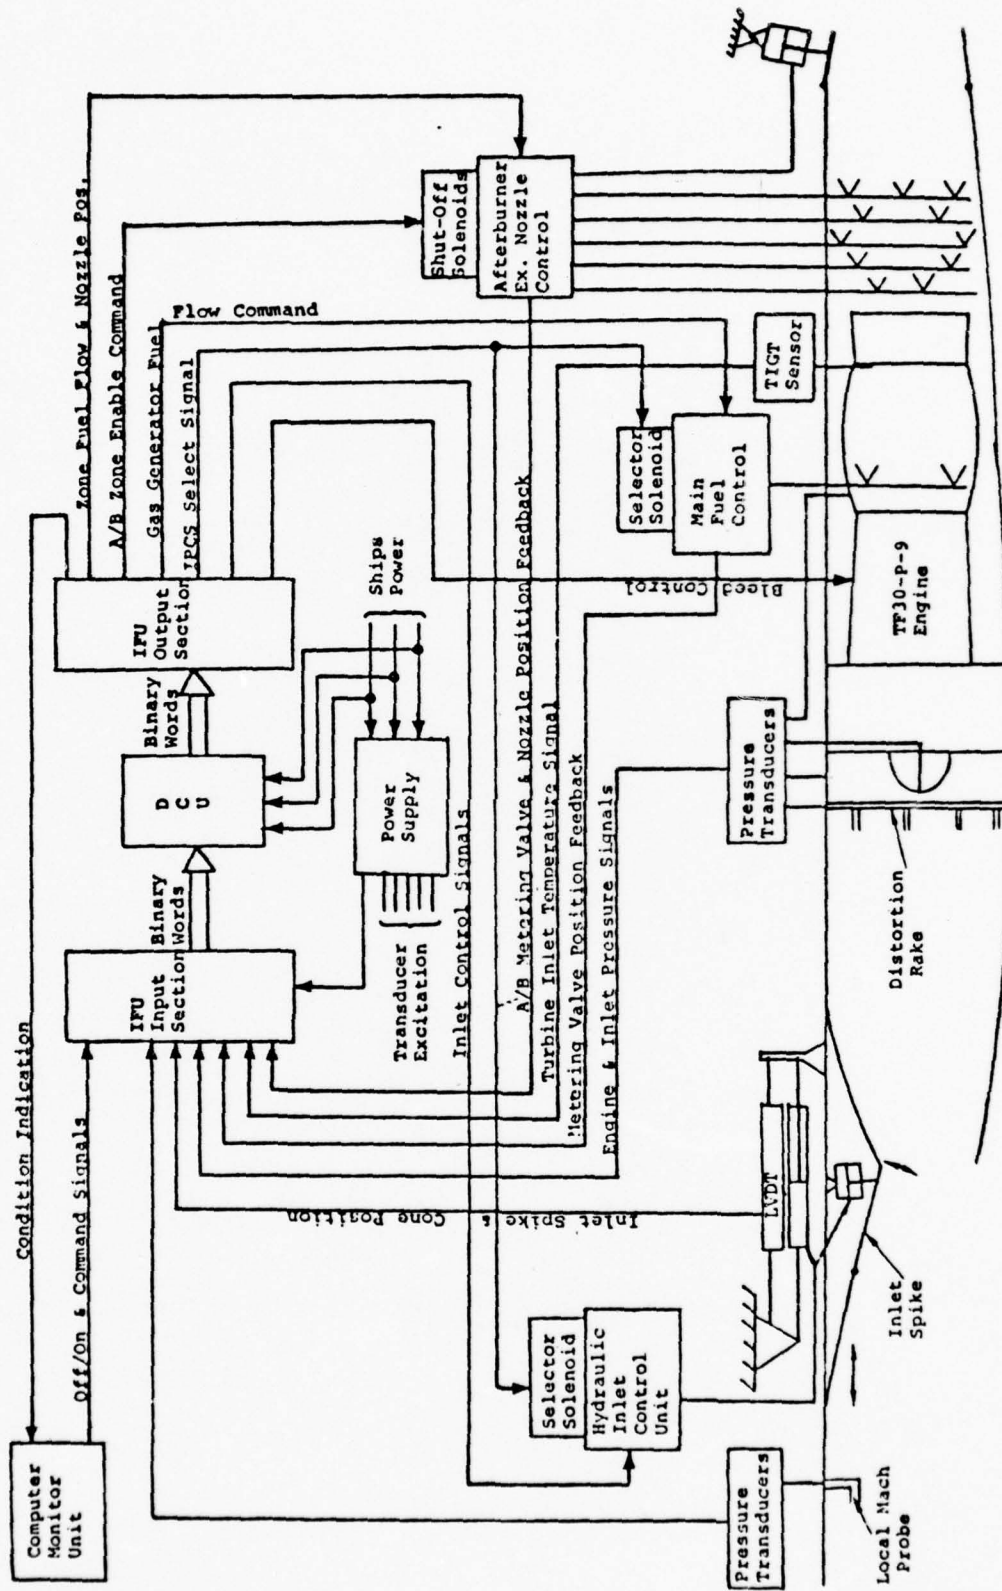 Computer
Monitor
Unit
Condition Indication
Off/On & Command Signals
IFU
Input
Section
Binary
Words
D
C
U
Binary
Words
IFU
Output
Section
Zone Fuel Flow & Nozzle Pos.
A/B Zone Enable Command
Gas Generator Fuel
Flow Command
IPCS Select Signal
Ships
Power
Power
Supply
Transducer
Excitation
Inlet Control Signals
A/B Metering Valve & Nozzle Position Feedback
Turbine Inlet Temperature Signal
Metering Valve Position Feedback
Engine & Inlet Pressure Signals
Inlet Spike & Cone Position
Bleed Control
Shut-Off
Solenoids
Afterburner
Ex. Nozzle
Control
Selector
Solenoid
Main
Fuel
Control
TIGT
Sensor
Selector
Solenoid
Hydraulic
Inlet
Control
Unit
Pressure
Transducers
Local Mach
Probe
LVDT
Inlet
Spike
Pressure
Transducers
Distortion
Rake
TF30-P-9
Engine